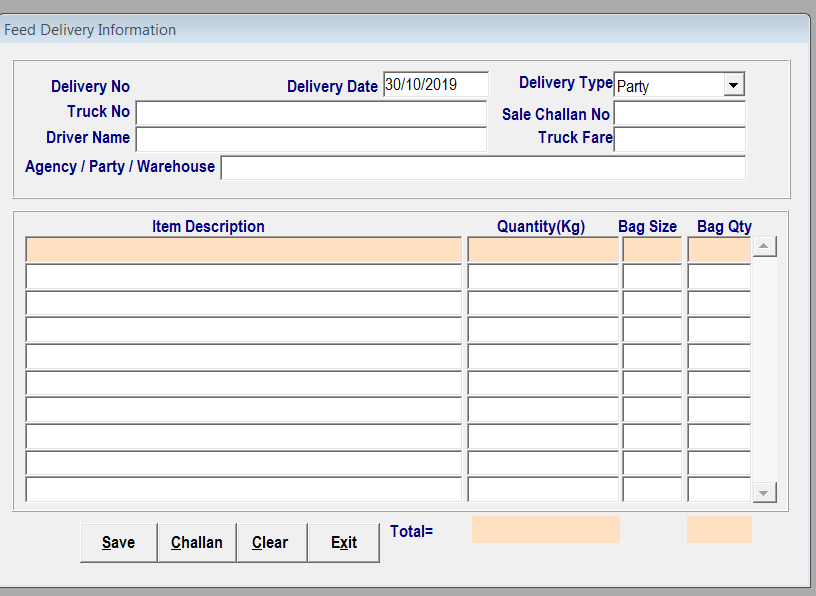 Feed Delivery Information
Delivery No Delivery Date 30/10/2019 Delivery Type Party
Truck No Sale Challan No
Driver Name Truck Fare
Agency / Party / Warehouse
Item Description Quantity(Kg) Bag Size Bag Qty
Save Challan Clear Exit Total=